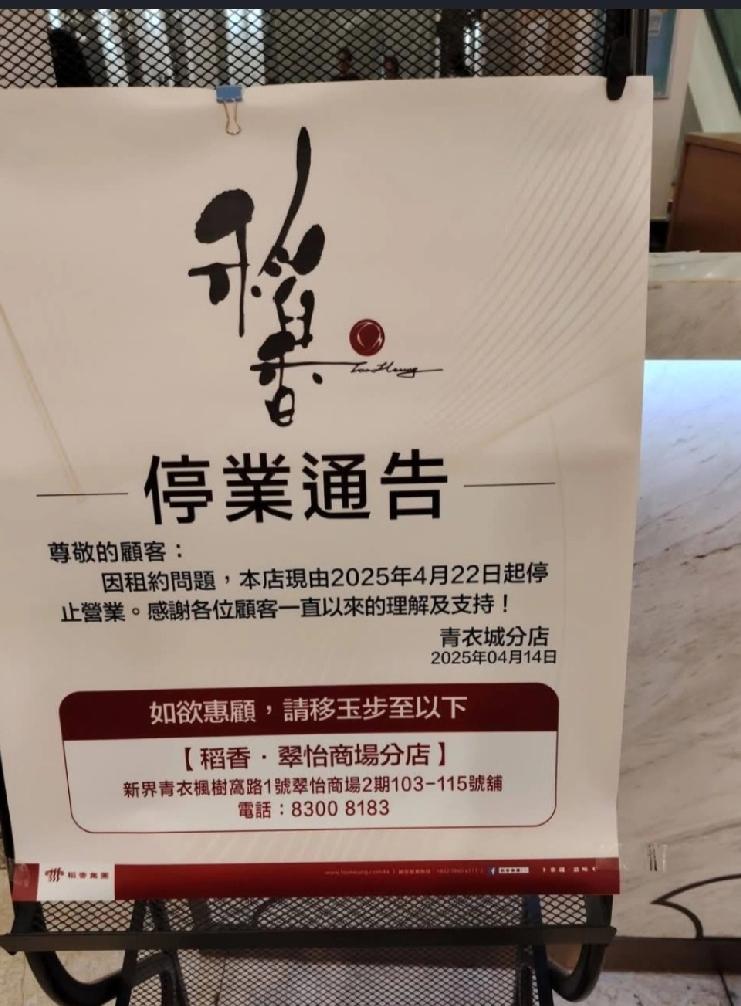 稻香
Tao Heung
停業通告
尊敬的顧客：
因租約問題，本店現由2025年4月22日起停
止營業。感謝各位顧客一直以來的理解及支持！
青衣城分店
2025年04月14日
如欲惠顧，請移玉步至以下
【稻香．翠怡商場分店】
新界青衣楓樹窩路1號翠怡商場2期103-115號舖
電話：8300 8183
稻香集團